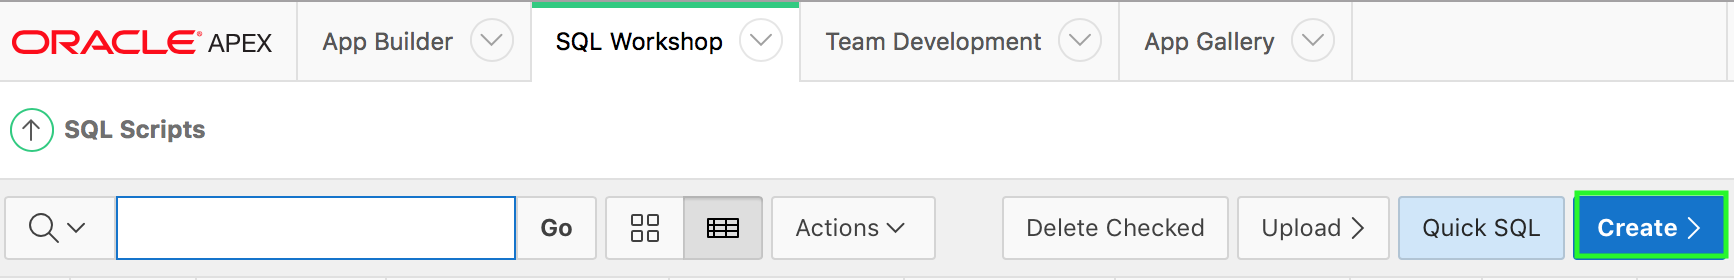 ORACLE® APEX App Builder SQL Workshop Team Development App Gallery
SQL Scripts
Go Actions Delete Checked Upload Quick SQL Create